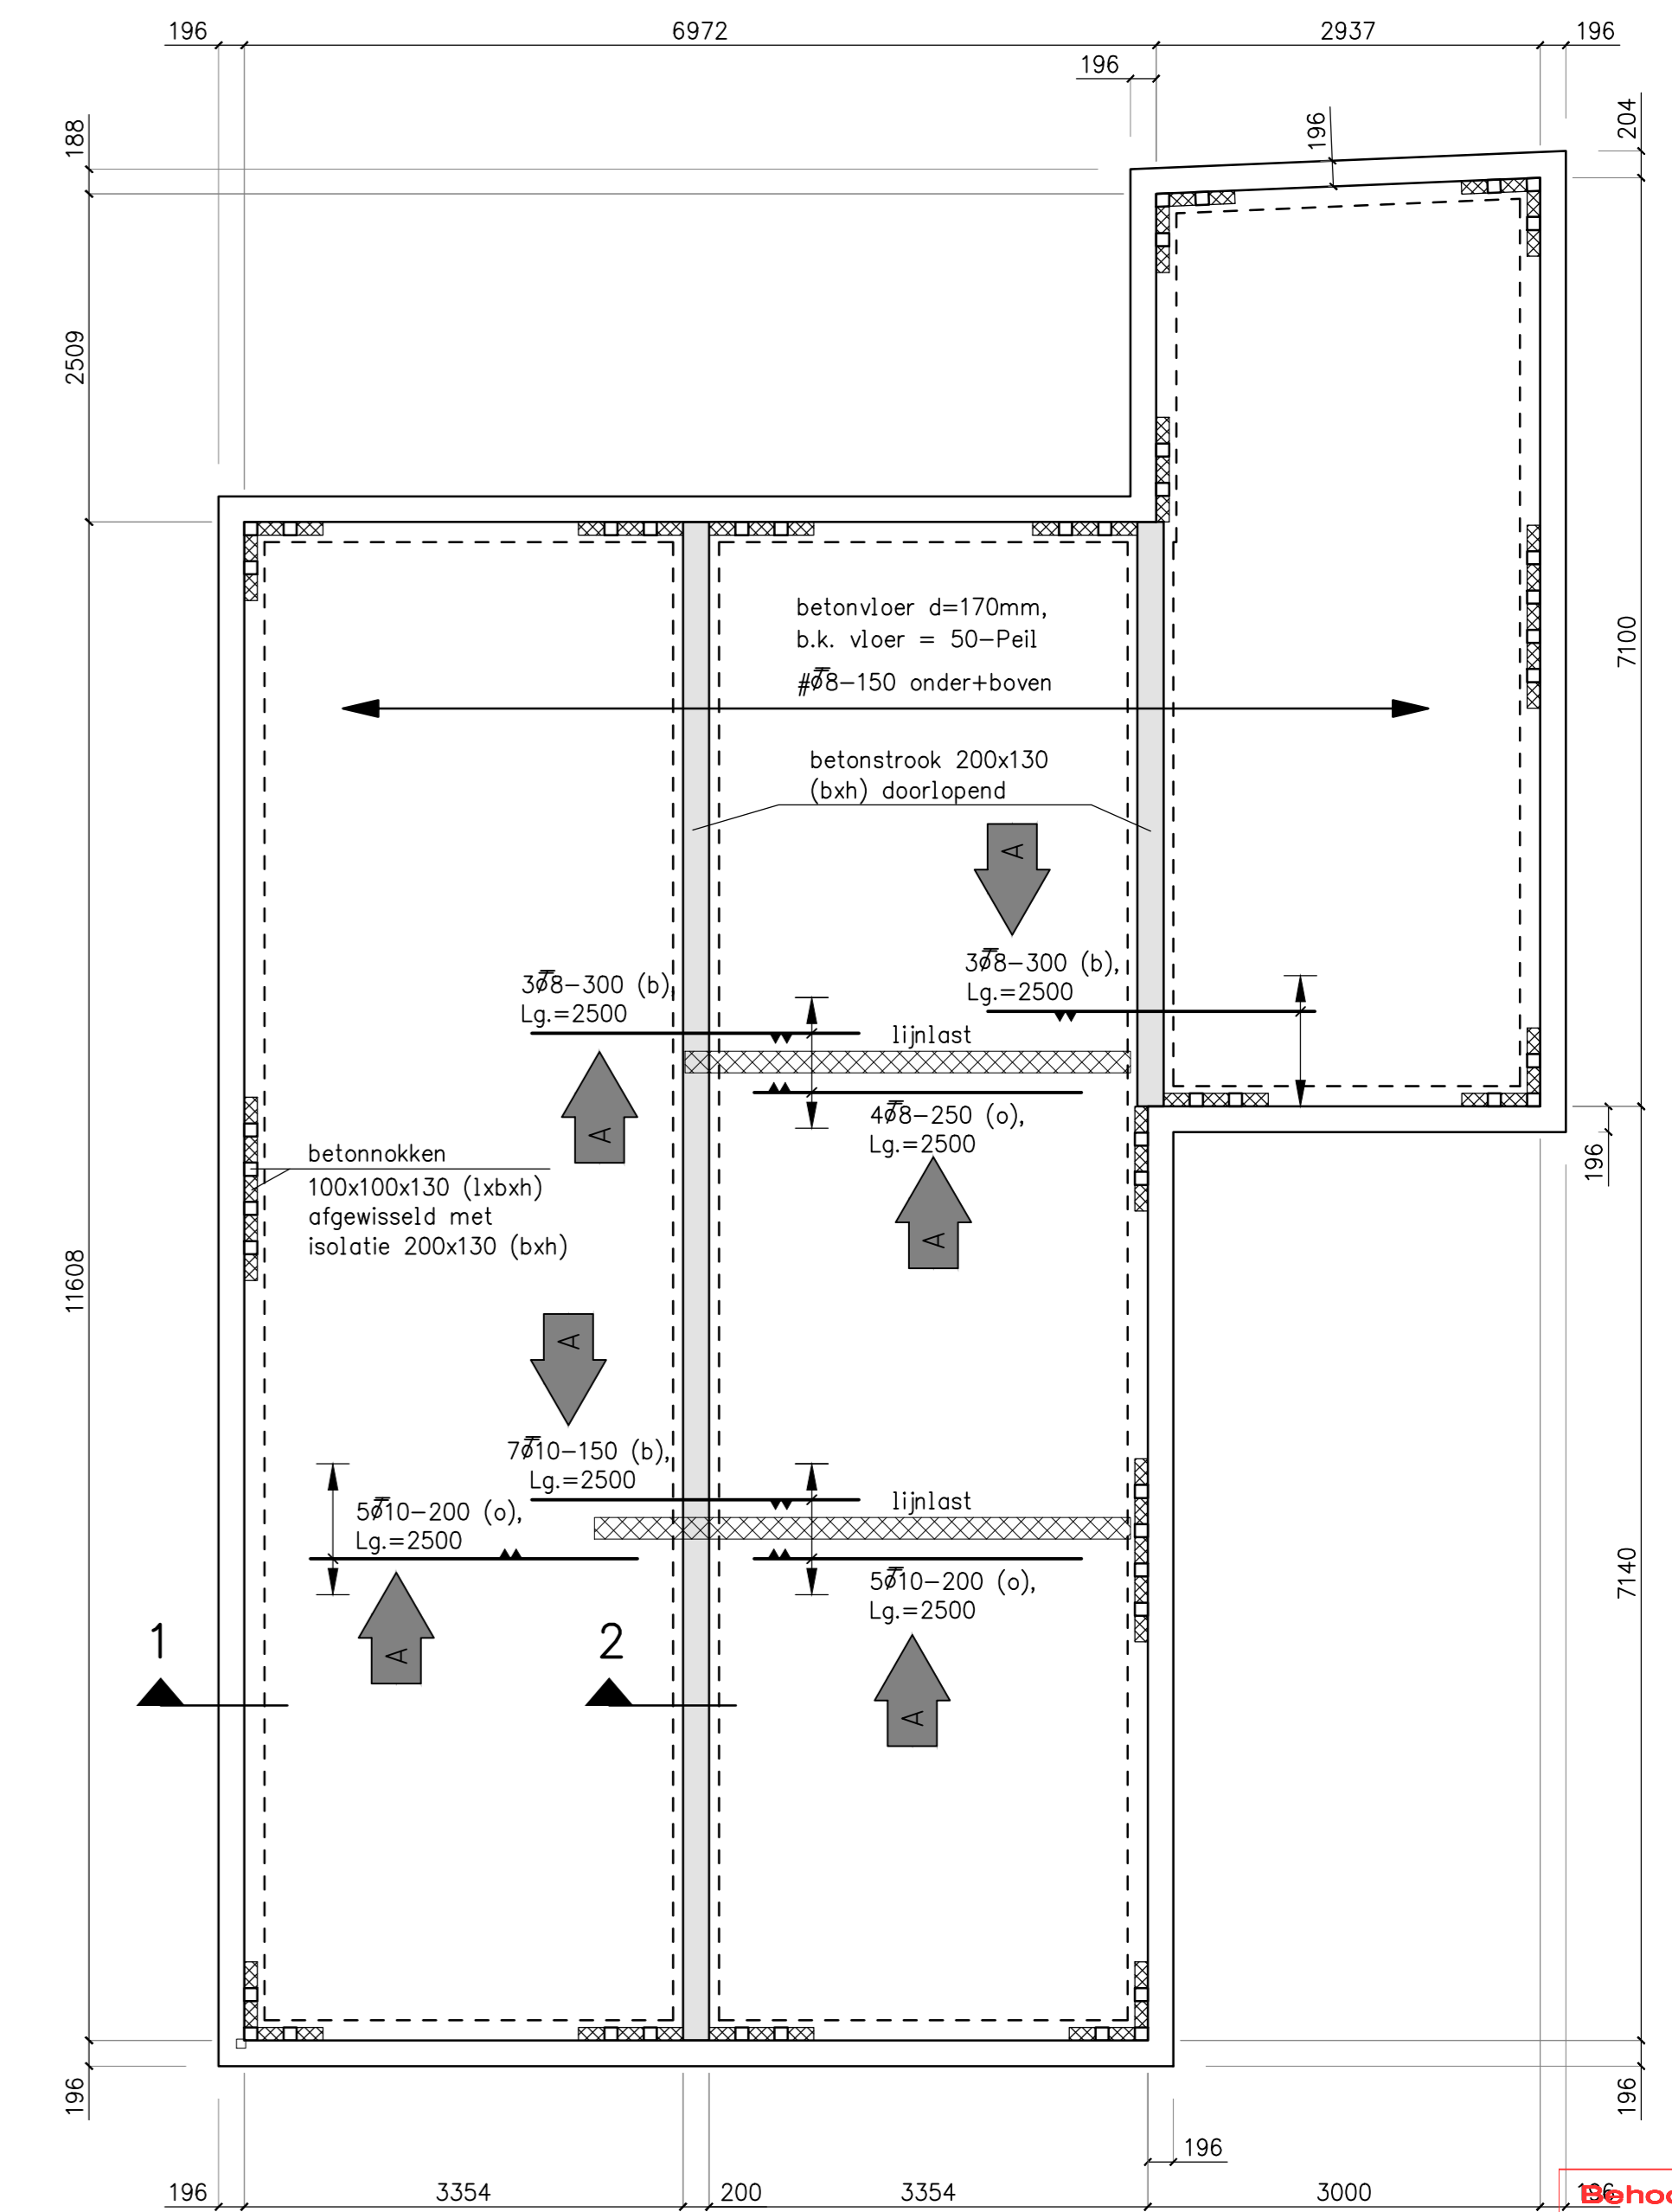 196
6972
2937
196
196
188
196
204
2509
betonvloer d=170mm,
b.k. vloer = 50-Peil
#ø8-150 onder+boven
7100
betonstrook 200x130
(bxh) doorlopend
A
3ø8-300 (b),
Lg.=2500
3ø8-300 (b),
Lg.=2500
lijnlast
4ø8-250 (o),
Lg.=2500
A
betonnokken
100x100x130 (lxbxh)
afgewisseld met
isolatie 200x130 (bxh)
196
A
11608
A
7ø10-150 (b),
Lg.=2500
lijnlast
5ø10-200 (o),
Lg.=2500
5ø10-200 (o),
Lg.=2500
7140
1
2
A
A
196
196
196
196
3354
200
3354
3000
196